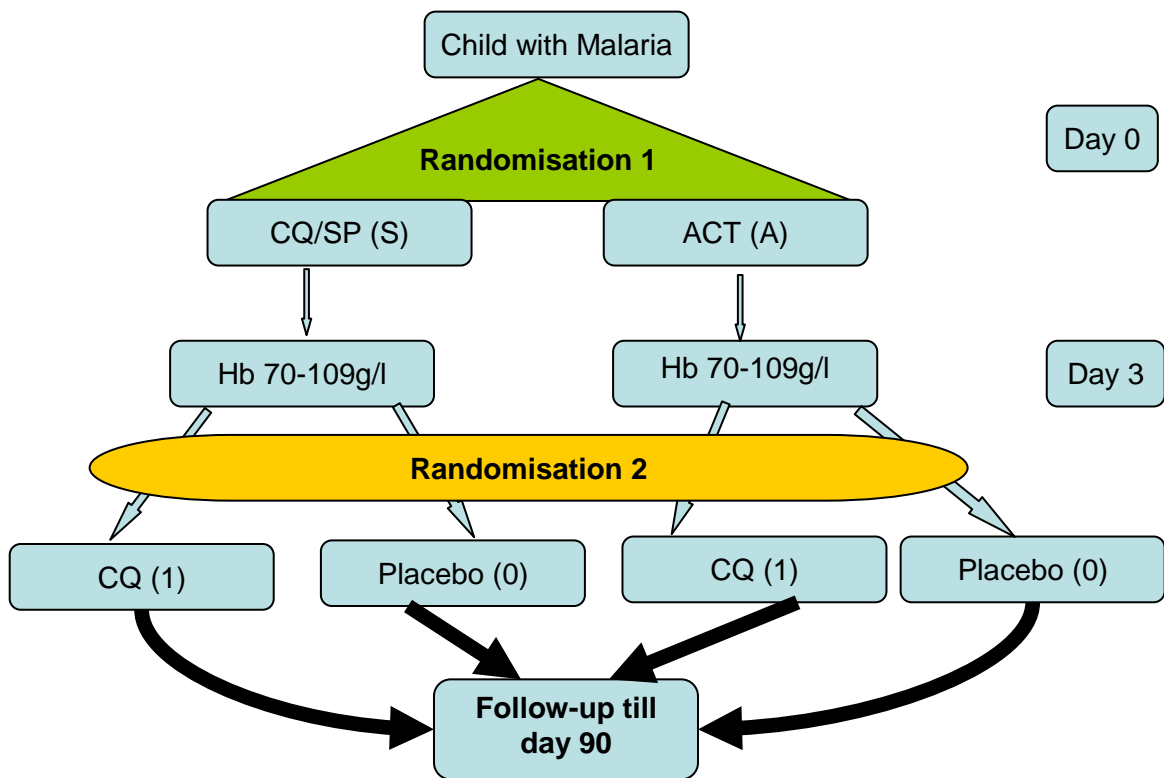 Child with Malaria
Day 0
Randomisation 1
CQ/SP (S)
ACT (A)
Hb 70-109g/l
Hb 70-109g/l
Day 3
Randomisation 2
CQ (1)
Placebo (0)
CQ (1)
Placebo (0)
Follow-up till
day 90